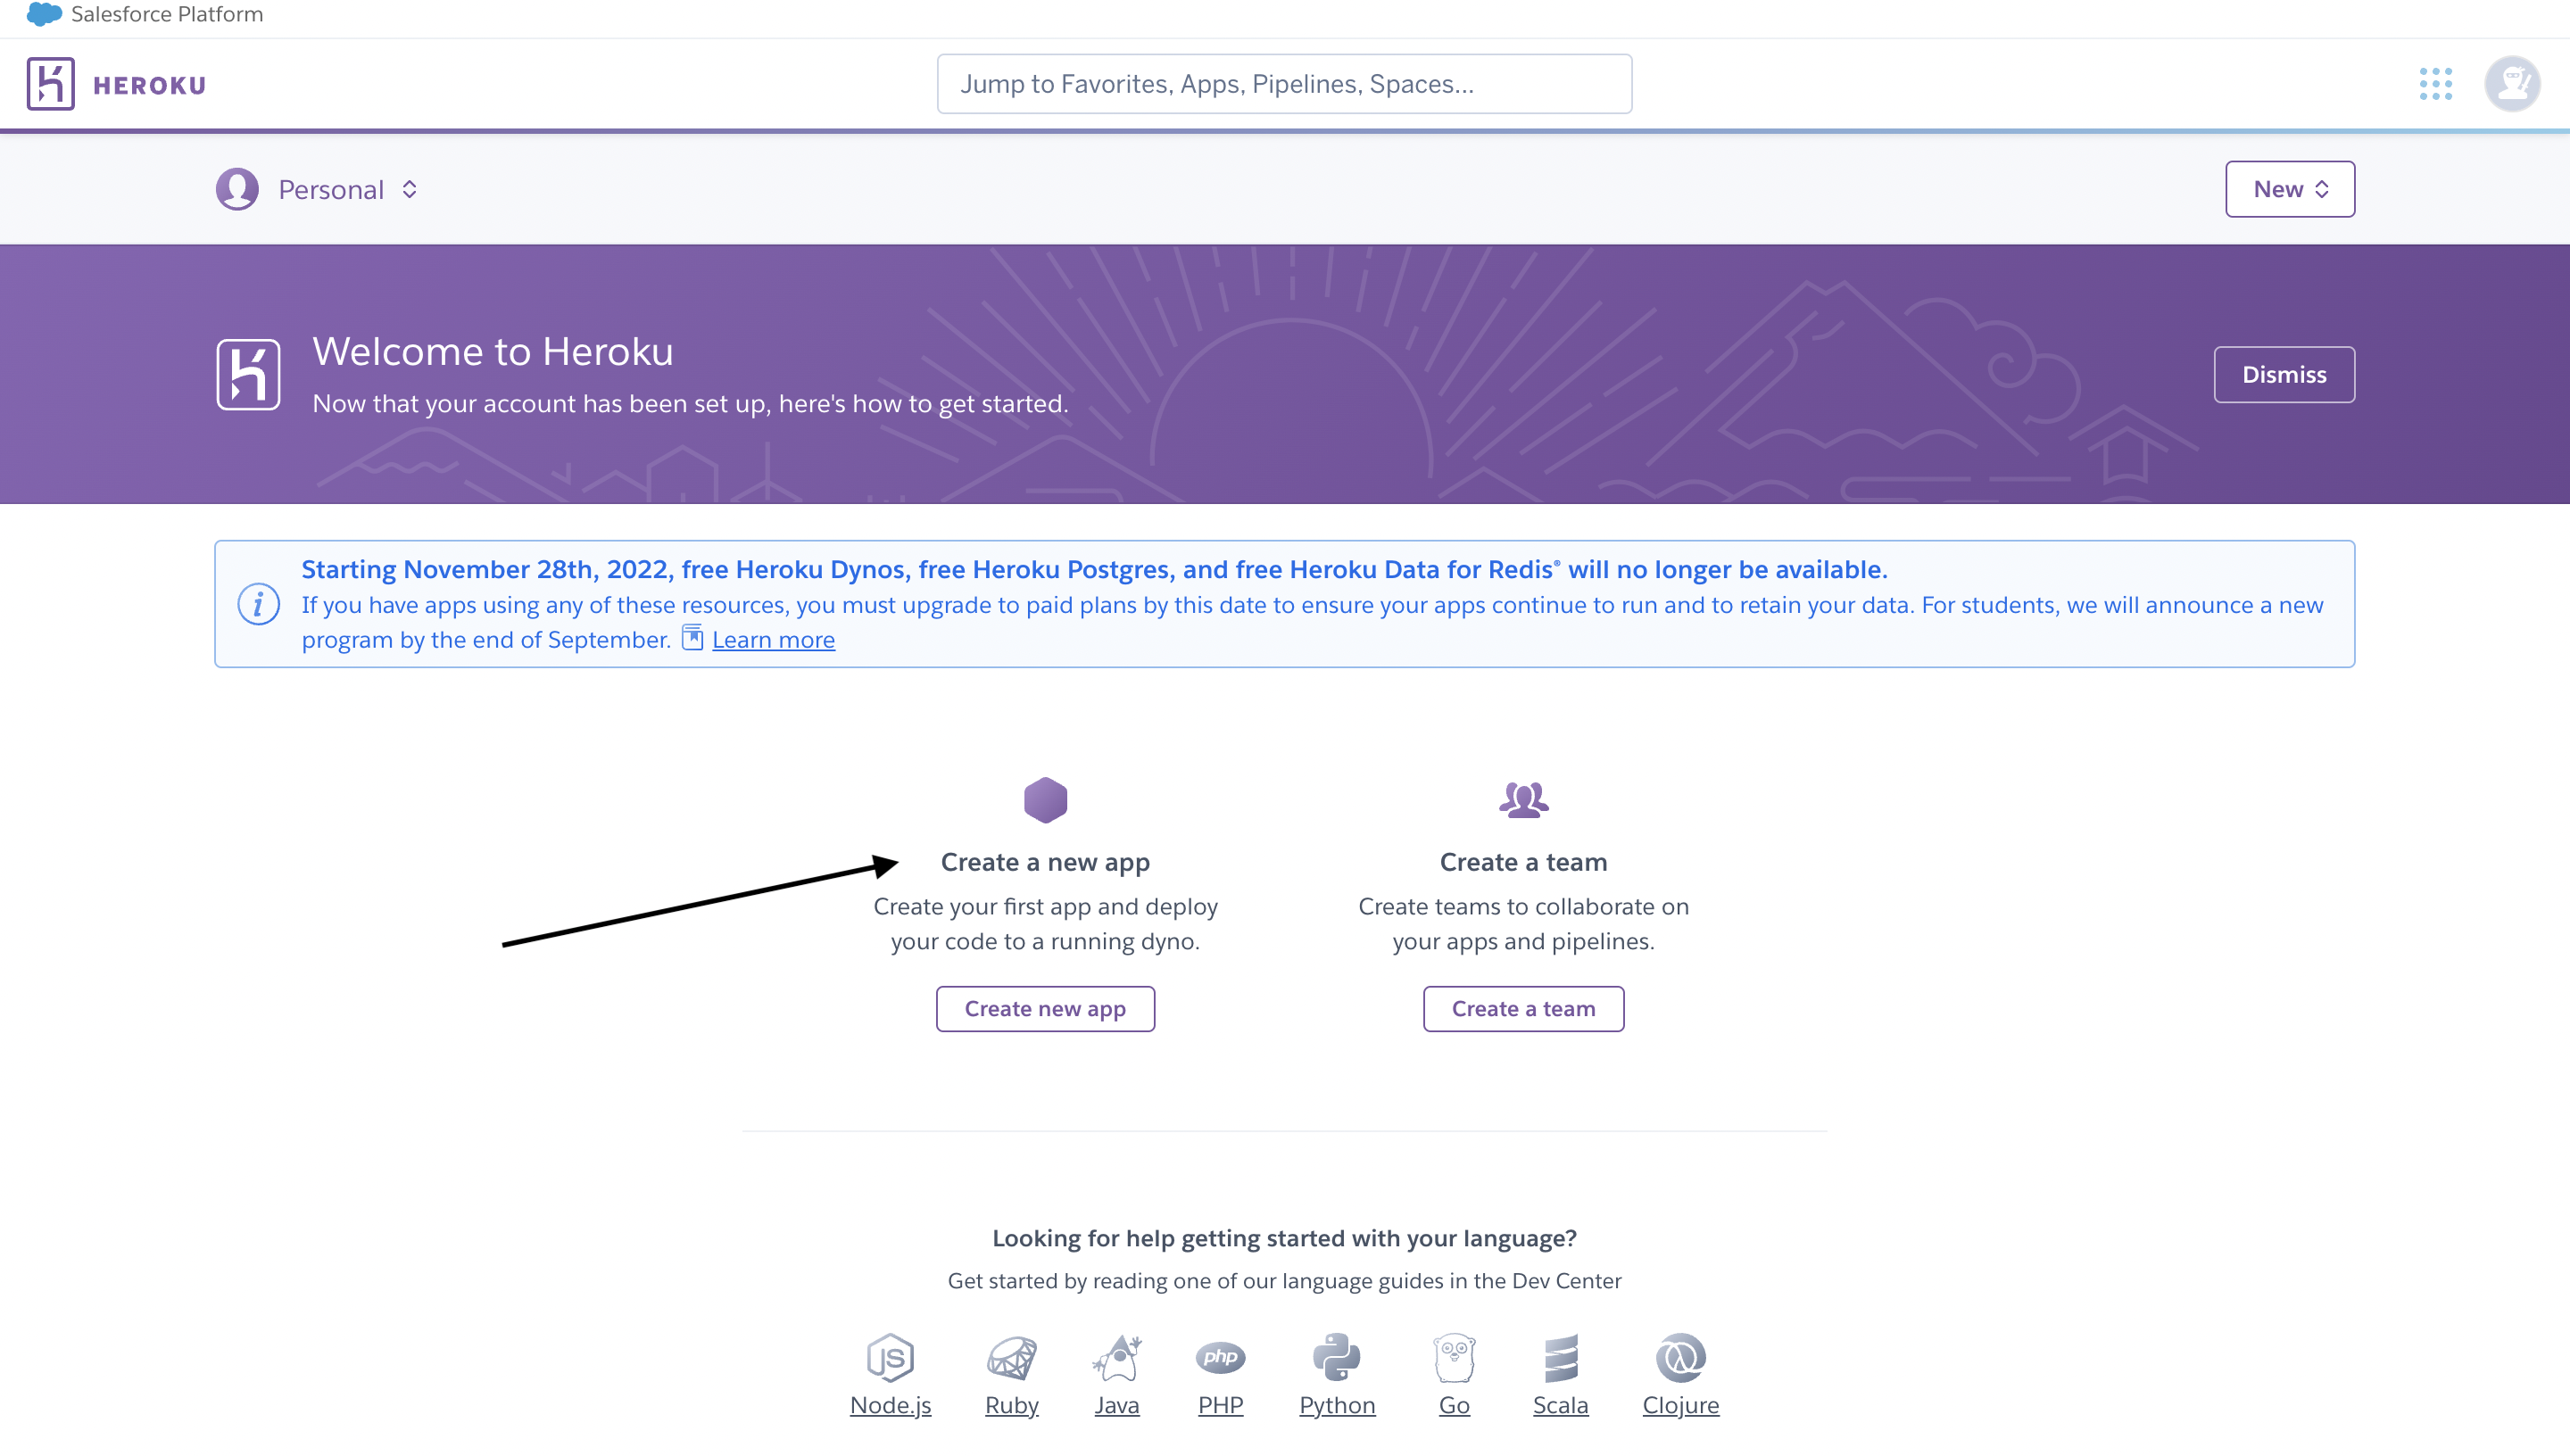 Salesforce Platform
HEROKU
Jump to Favorites, Apps, Pipelines, Spaces...
Personal
New
Welcome to Heroku
Now that your account has been set up, here's how to get started.
Dismiss
Starting November 28th, 2022, free Heroku Dynos, free Heroku Postgres, and free Heroku Data for Redis® will no longer be available.
If you have apps using any of these resources, you must upgrade to paid plans by this date to ensure your apps continue to run and to retain your data. For students, we will announce a new
program by the end of September. Learn more
Create a new app
Create your first app and deploy
your code to a running dyno.
Create new app
Create a team
Create teams to collaborate on
your apps and pipelines.
Create a team
Looking for help getting started with your language?
Get started by reading one of our language guides in the Dev Center
JS
php
Node.js
Ruby
Java
PHP
Python
Go
Scala
Clojure